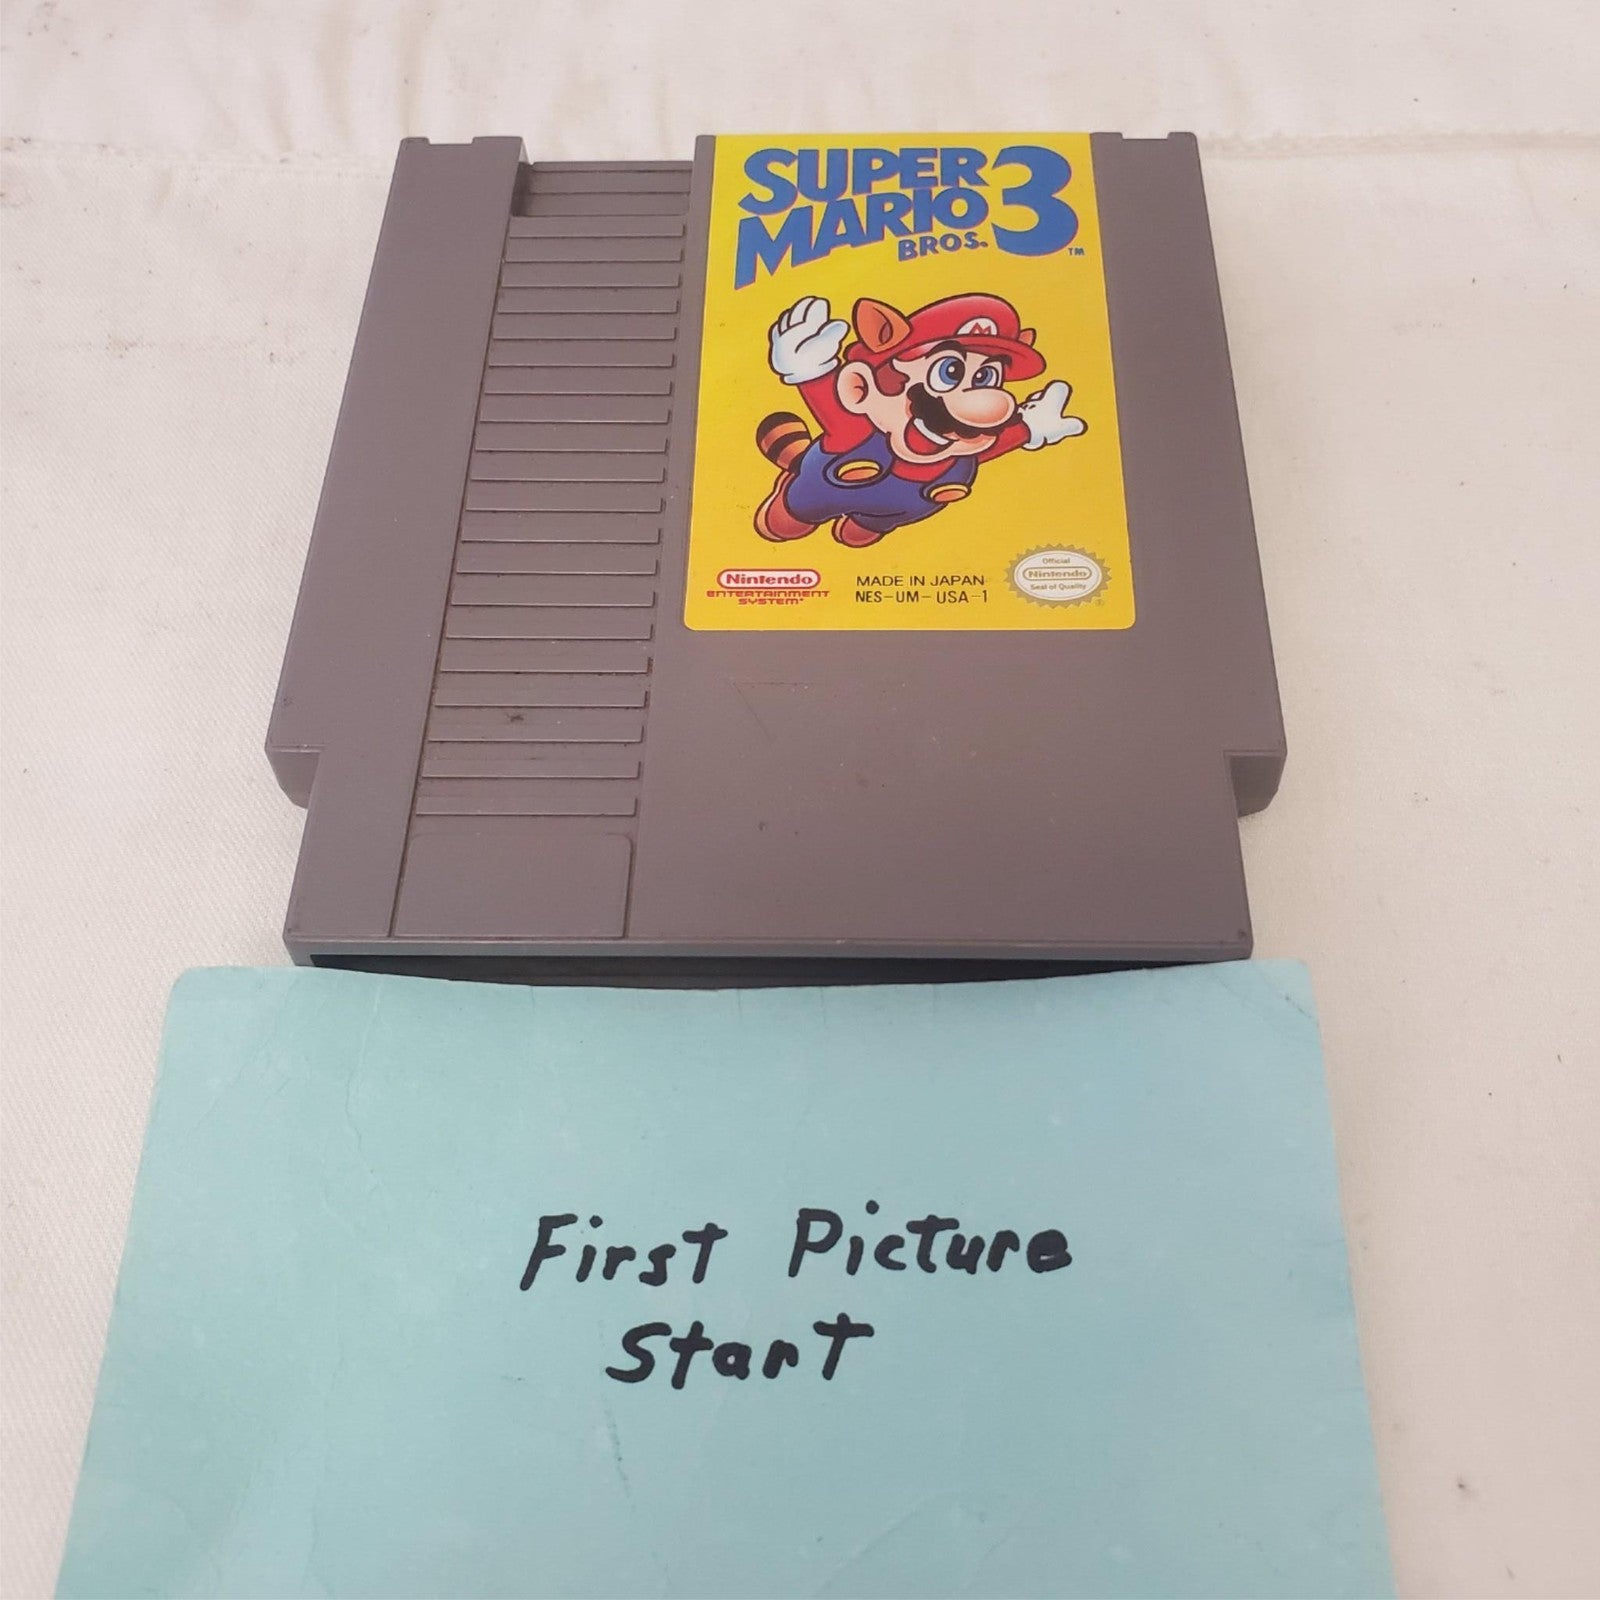 SUPER
MARIO 3
BROS. TM
M
Nintendo
ENTERTAINMENT
SYSTEM
MADE IN JAPAN
NES-UM-USA-1
Official
Nintendo
Seal of Quality
®
First Picture
Start